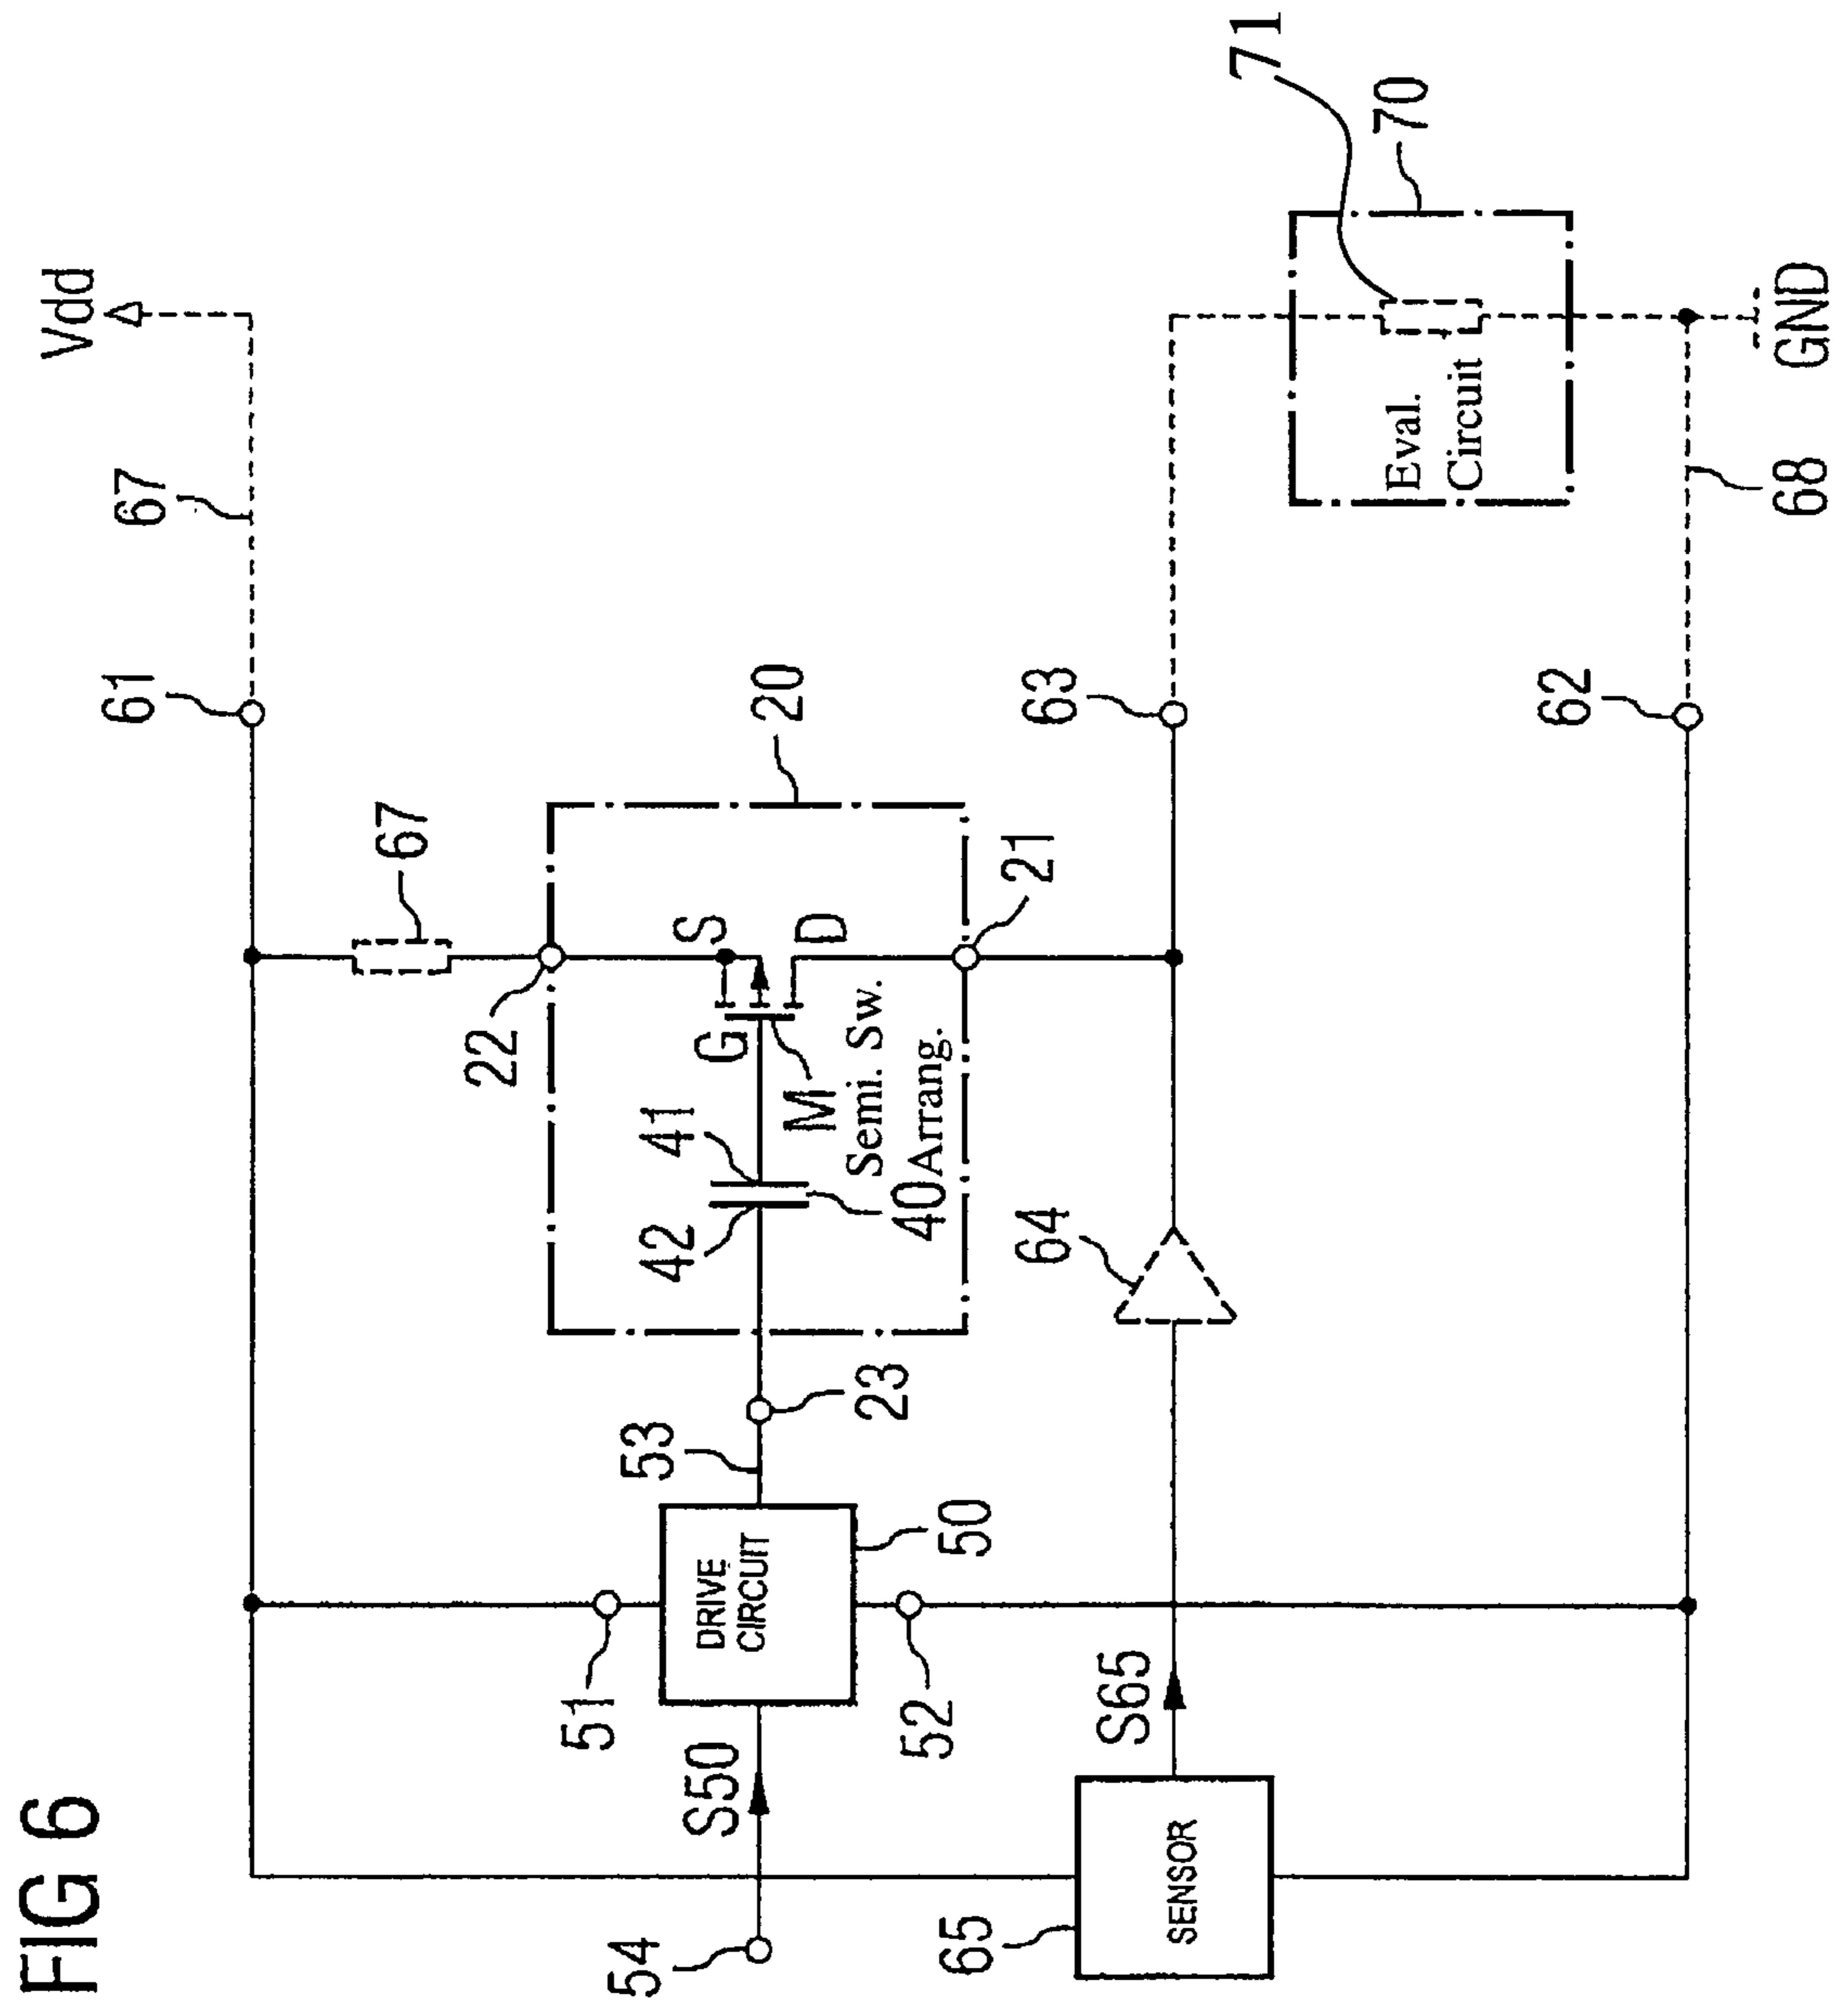 FIG 6
Vdd
67
61
67
22
S
D
G
M
20
21
41
42
40
Semi. Sw.
Arrang.
23
53
50
DRIVE
CIRCUIT
51
52
S50
54
63
64
S65
65
SENSOR
62
68
GND
70
71
Eval.
Circuit